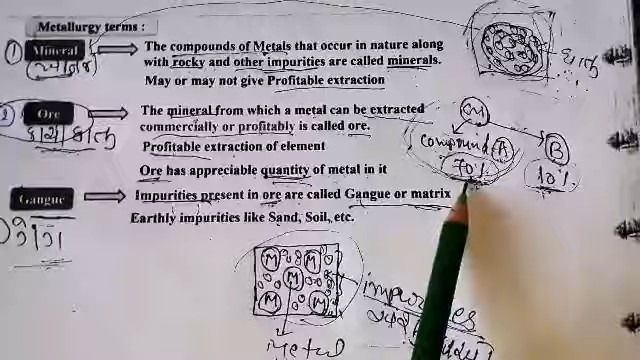 Metallurgy terms :
① Mineral
The compounds of Metals that occur in nature along
with rocky and other impurities are called minerals.
May or may not give Profitable extraction
Ore
The mineral from which a metal can be extracted
commercially or profitably is called ore.
Profitable extraction of element
Ore has appreciable quantity of metal in it
Gangue
Impurities present in ore are called Gangue or matrix
Earthly impurities like Sand, Soil, etc.
M
compound A
B
70%
10%
M M
M
M M
Metal